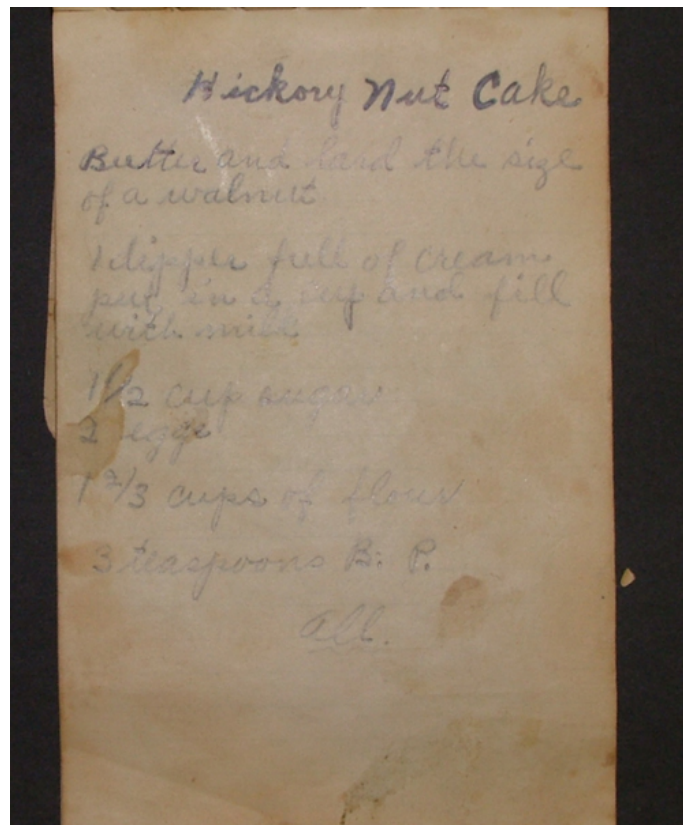 Hickory Nut Cake
Butter and lard the size
of a walnut
1 dipper full of cream
put in a cup and fill
with milk
1 1/2 cup sugar
2 eggs
1 2/3 cups of flour
3 teaspoons B. P.
All.